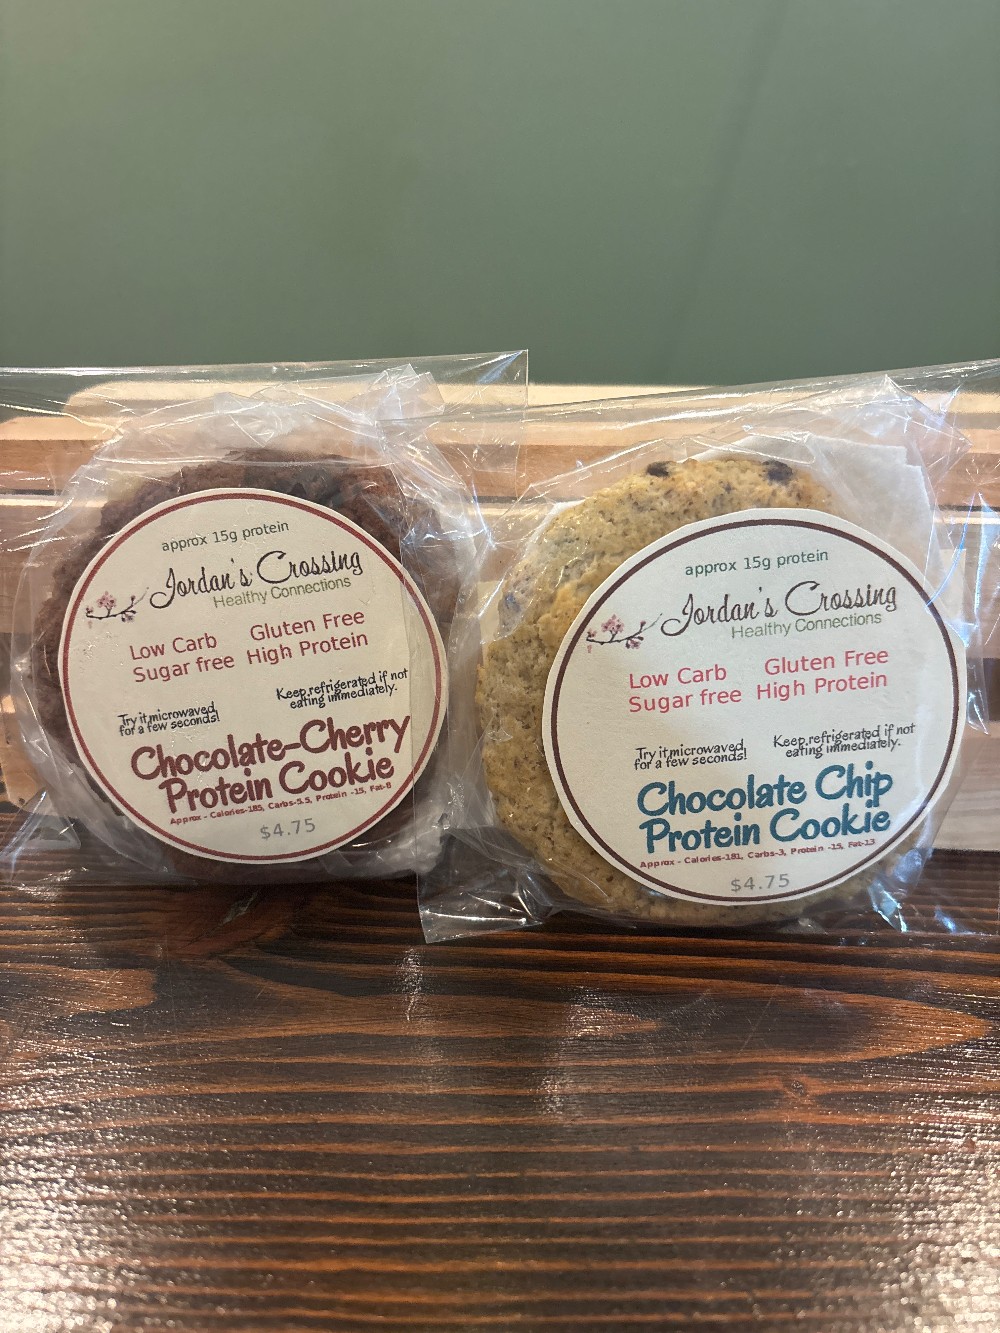 approx 15g protein
Jordan's Crossing
Healthy Connections
Low Carb Gluten Free
Sugar free High Protein
Try it microwaved
for a few seconds!
Keep refrigerated if not
eating immediately.
Chocolate-Cherry
Protein Cookie
Approx - Calories-185, Carbs-5.5, Protein -15, Fat-8
$4.75
approx 15g protein
Jordan's Crossing
Healthy Connections
Low Carb Gluten Free
Sugar free High Protein
Try it microwaved
for a few seconds!
Keep refrigerated if not
eating immediately.
Chocolate Chip
Protein Cookie
Approx - Calories-181, Carbs-3, Protein -15, Fat-13
$4.75